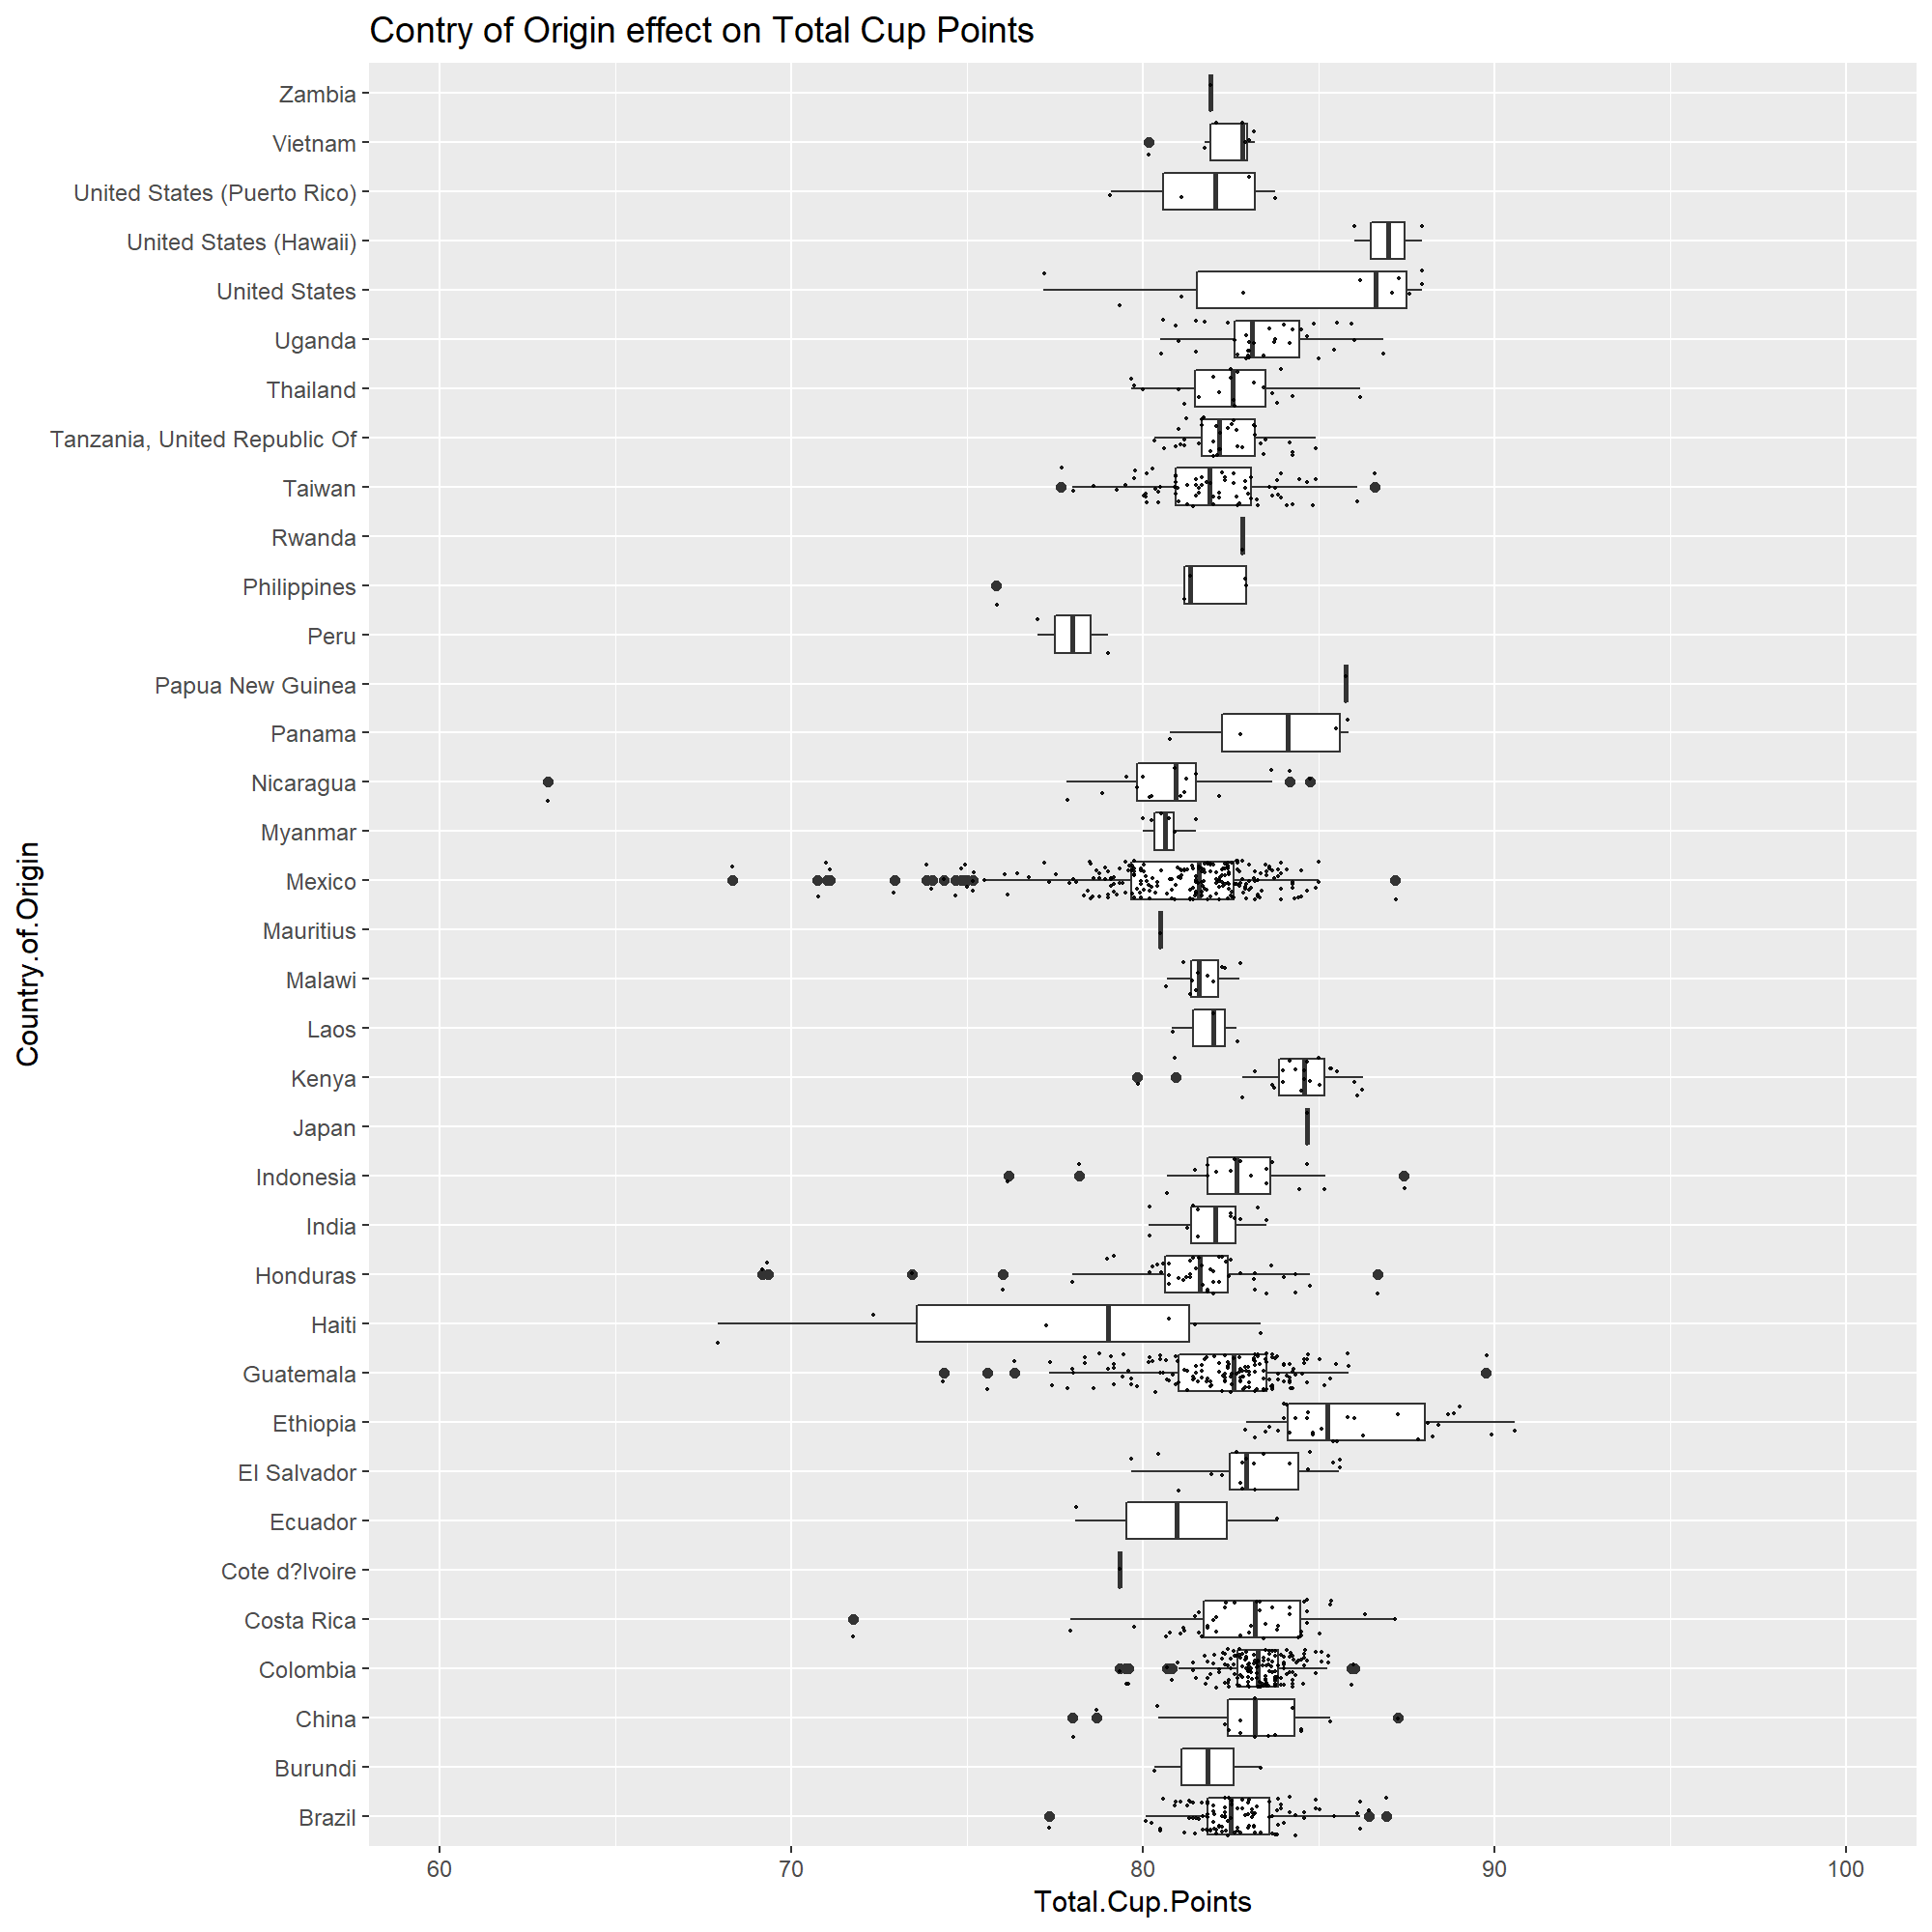 Contry of Origin effect on Total Cup Points
Zambia
Vietnam
United States (Puerto Rico)
United States (Hawaii)
United States
Uganda
Thailand
Tanzania, United Republic Of
Taiwan
Rwanda
Philippines
Peru
Papua New Guinea
Panama
Nicaragua
Myanmar
Mexico
Mauritius
Malawi
Laos
Kenya
Japan
Indonesia
India
Honduras
Haiti
Guatemala
Ethiopia
El Salvador
Ecuador
Cote d?Ivoire
Costa Rica
Colombia
China
Burundi
Brazil
Country.of.Origin
60 70 80 90 100
Total.Cup.Points